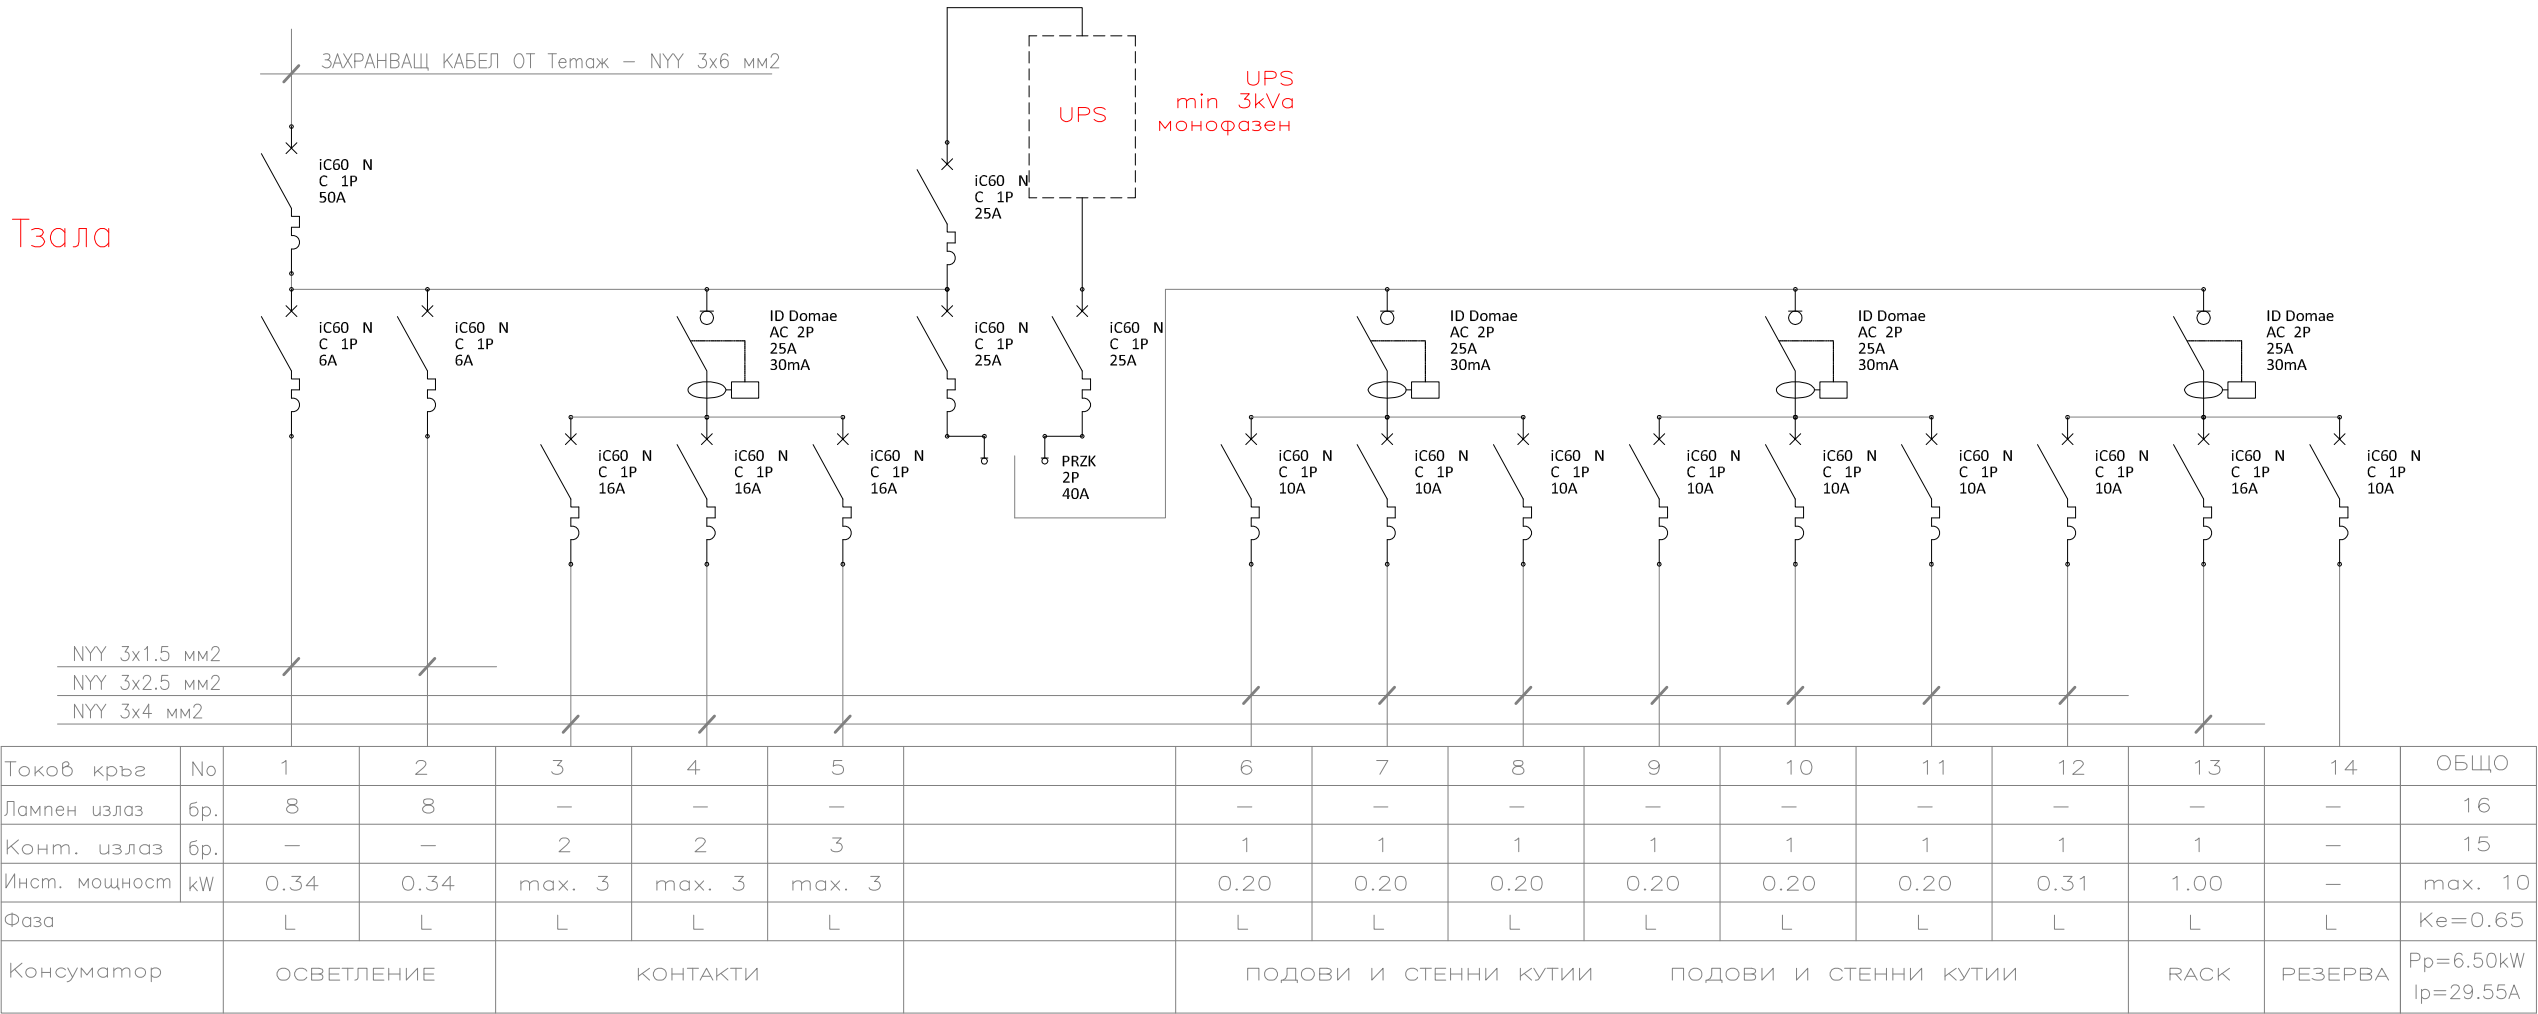 ЗАХРАНВАЩ КАБЕЛ ОТ Тетаж – NYY 3x6 мм2
UPS
UPS
min 3kVa
монофазен
Тзала
iC60 N
C 1P
50A
iC60 N
C 1P
25A
iC60 N
C 1P
6A
iC60 N
C 1P
6A
ID Domae
AC 2P
25A
30mA
iC60 N
C 1P
25A
iC60 N
C 1P
25A
ID Domae
AC 2P
25A
30mA
ID Domae
AC 2P
25A
30mA
ID Domae
AC 2P
25A
30mA
iC60 N
C 1P
16A
iC60 N
C 1P
16A
iC60 N
C 1P
16A
PRZK
2P
40A
iC60 N
C 1P
10A
iC60 N
C 1P
10A
iC60 N
C 1P
10A
iC60 N
C 1P
10A
iC60 N
C 1P
10A
iC60 N
C 1P
10A
iC60 N
C 1P
10A
iC60 N
C 1P
16A
iC60 N
C 1P
10A
NYY 3x1.5 мм2
NYY 3x2.5 мм2
NYY 3x4 мм2
Токов кръг No 1 2 3 4 5 6 7 8 9 10 11 12 13 14 ОБЩО
Лампен излаз бр. 8 8 – – – – – – – – – – – – 16
Конт. излаз бр. – – 2 2 3 1 1 1 1 1 1 1 1 – 15
Инст. мощност kW 0.34 0.34 max. 3 max. 3 max. 3 0.20 0.20 0.20 0.20 0.20 0.20 0.31 1.00 – max. 10
Фаза L L L L L L L L L L L L L L Ke=0.65
Консуматор ОСВЕТЛЕНИЕ КОНТАКТИ ПОДОВИ И СТЕННИ КУТИИ ПОДОВИ И СТЕННИ КУТИИ RACK РЕЗЕРВА Pp=6.50kW
Ip=29.55A